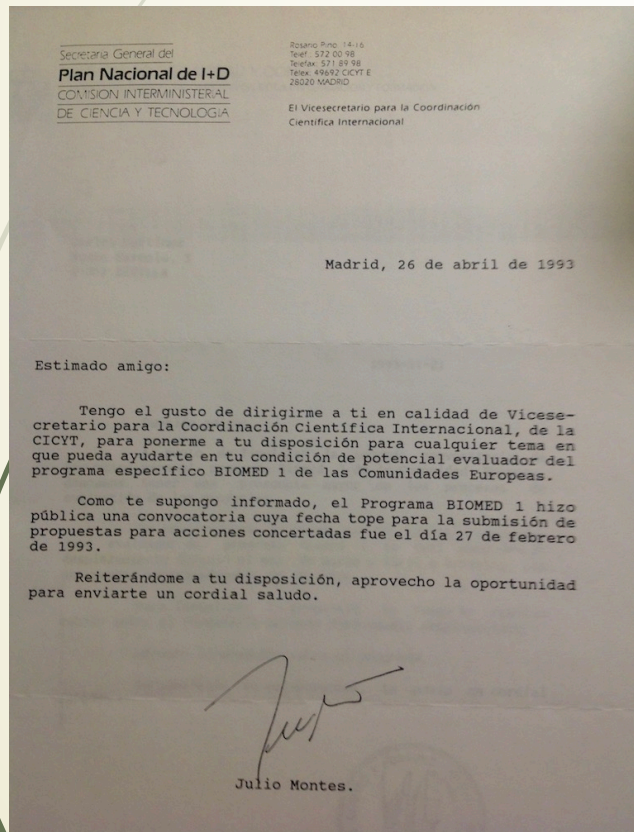 Secretaría General del
Plan Nacional de I+D
COMISION INTERMINISTERIAL
DE CIENCIA Y TECNOLOGIA
Rosario Pino, 14-16
Telef.: 572 00 98
Telefax: 571 89 98
Télex: 49692 CICYT E
28020 MADRID
El Vicesecretario para la Coordinación
Científica Internacional
Madrid, 26 de abril de 1993
Estimado amigo:
Tengo el gusto de dirigirme a ti en calidad de Vicese-
cretario para la Coordinación Científica Internacional, de la
CICYT, para ponerme a tu disposición para cualquier tema en
que pueda ayudarte en tu condición de potencial evaluador del
programa específico BIOMED 1 de las Comunidades Europeas.
Como te supongo informado, el Programa BIOMED 1 hizo
pública una convocatoria cuya fecha tope para la submisión de
propuestas para acciones concertadas fue el día 27 de febrero
de 1993.
Reiterándome a tu disposición, aprovecho la oportunidad
para enviarte un cordial saludo.
Julio Montes.